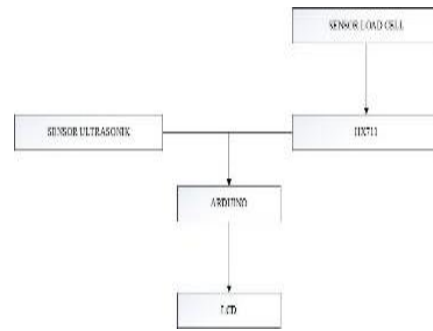 SENSOR LOAD CELL
SENSOR ULTRASONIK
HX711
ARDUINO
LCD